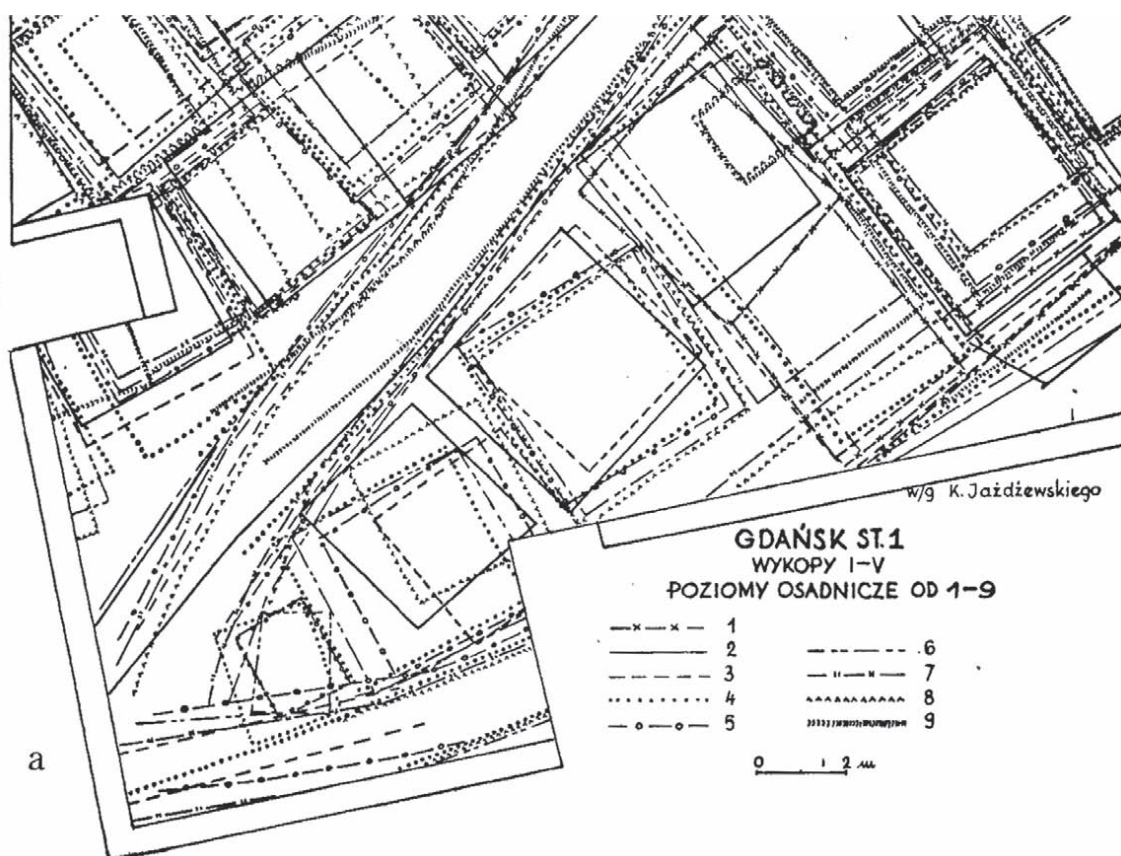 w/g K. Jażdżewskiego
GDAŃSK ST.1
WYKOPY I-V
POZIOMY OSADNICZE OD 1-9
1
2
3
4
5
6
7
8
9
0 1 2 m
a